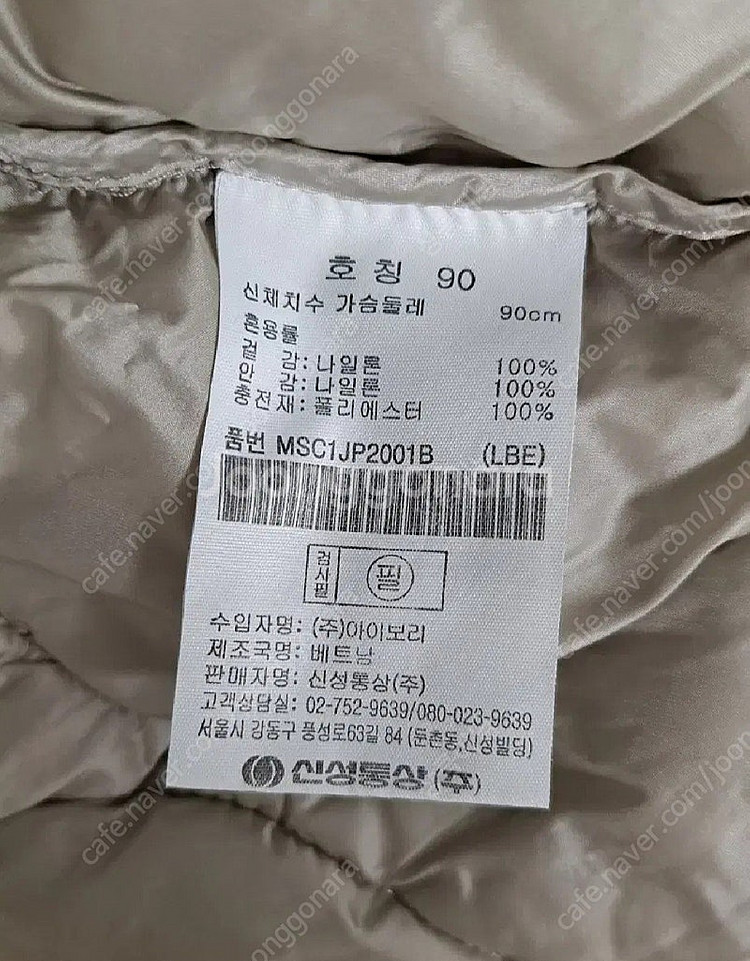 호칭 90
신체치수 가슴둘레 90cm
혼용률
겉 감: 나일론 100%
안 감: 나일론 100%
충전재: 폴리에스터 100%
품번 MSC1JP2001B (LBE)
검사필 필
수입자명: (주)아이보리
제조국명: 베트남
판매자명: 신성통상(주)
고객상담실: 02-752-9639/080-023-9639
서울시 강동구 풍성로63길 84 (둔촌동,신성빌딩)
신성통상(주)
cafe.naver.com/joonggonara